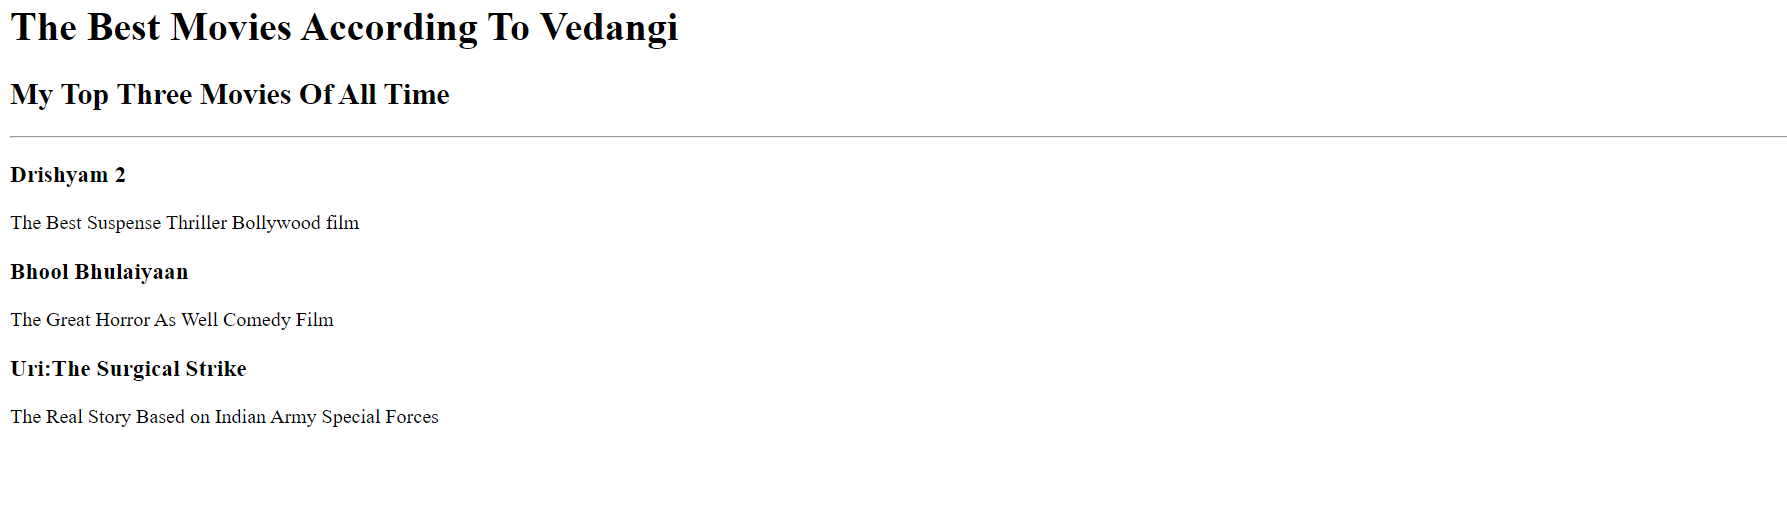 The Best Movies According To Vedangi
My Top Three Movies Of All Time
Drishyam 2
The Best Suspense Thriller Bollywood film
Bhool Bhulaiyaan
The Great Horror As Well Comedy Film
Uri:The Surgical Strike
The Real Story Based on Indian Army Special Forces